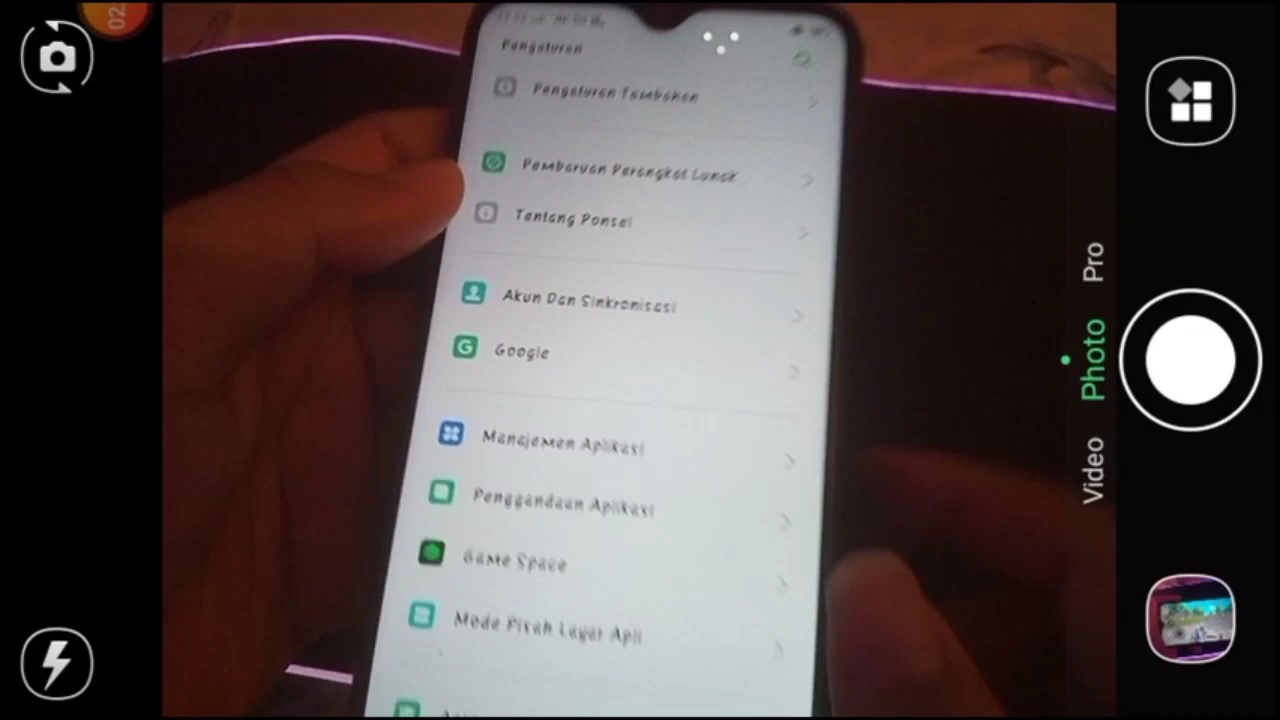 02
Pengaturan
Pengaturan Tambahan
Pembaruan Perangkat Lunak
Tentang Ponsel
Akun Dan Sinkronisasi
Google
Manajemen Aplikasi
Penggandaan Aplikasi
Game Space
Mode Pisah Layar Apli
Pro
Photo
Video